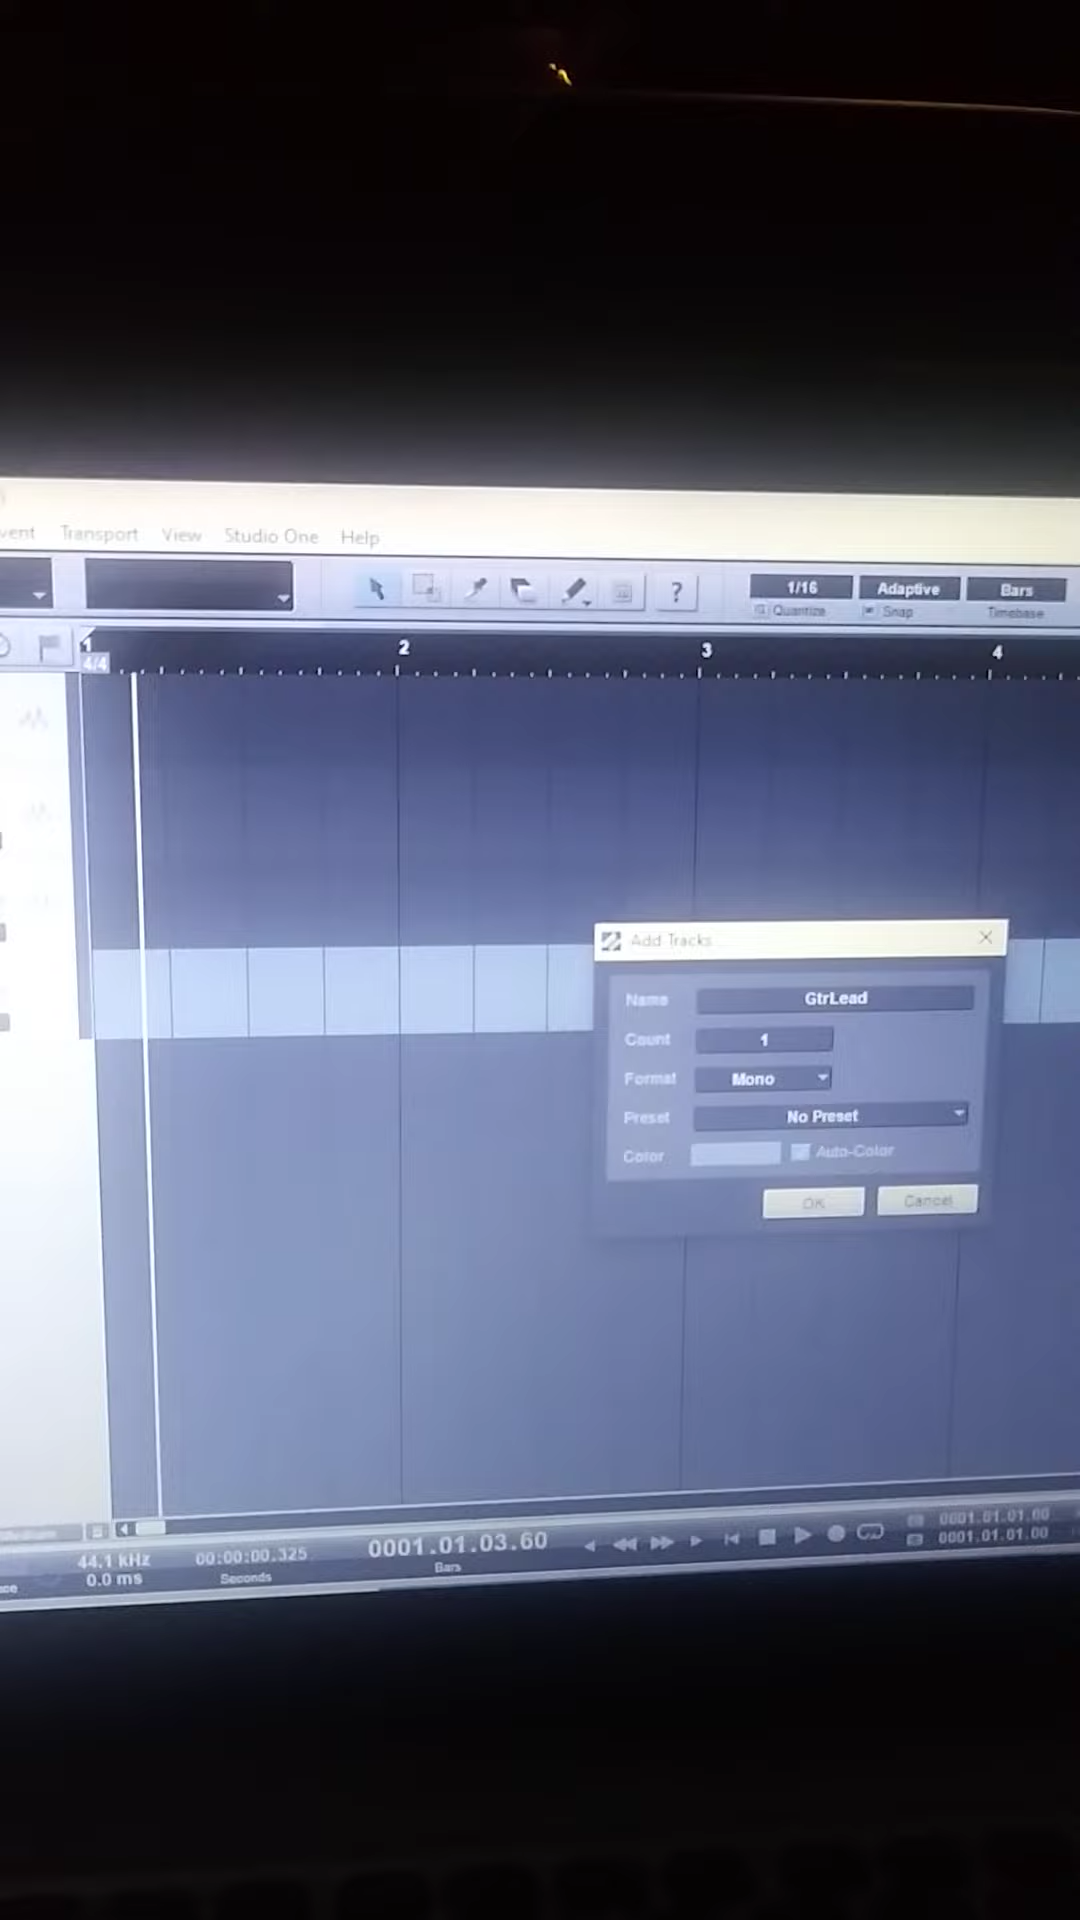 vent Transport View Studio One Help
1/16 Adaptive Bars
Quantize Snap Timebase
1 2 3 4
4/4
Add Tracks
Name GtrLead
Count 1
Format Mono
Preset No Preset
Color Auto-Color
OK Cancel
44.1 kHz 00:00:00.325 0001.01.03.60 0001.01.01.00
0.0 ms Seconds Bars 0001.01.01.00